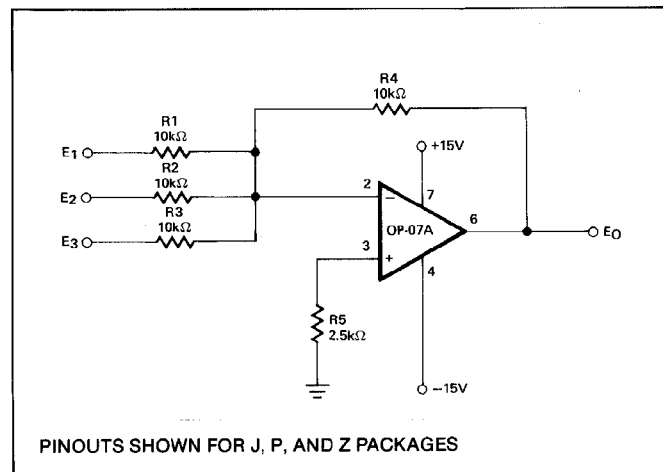 R4
10kΩ
R1
10kΩ
+15V
E1
R2
10kΩ
2
7
E2
R3
10kΩ
−
6
OP-07A
EO
3
+
4
E3
R5
2.5kΩ
−15V
PINOUTS SHOWN FOR J, P, AND Z PACKAGES